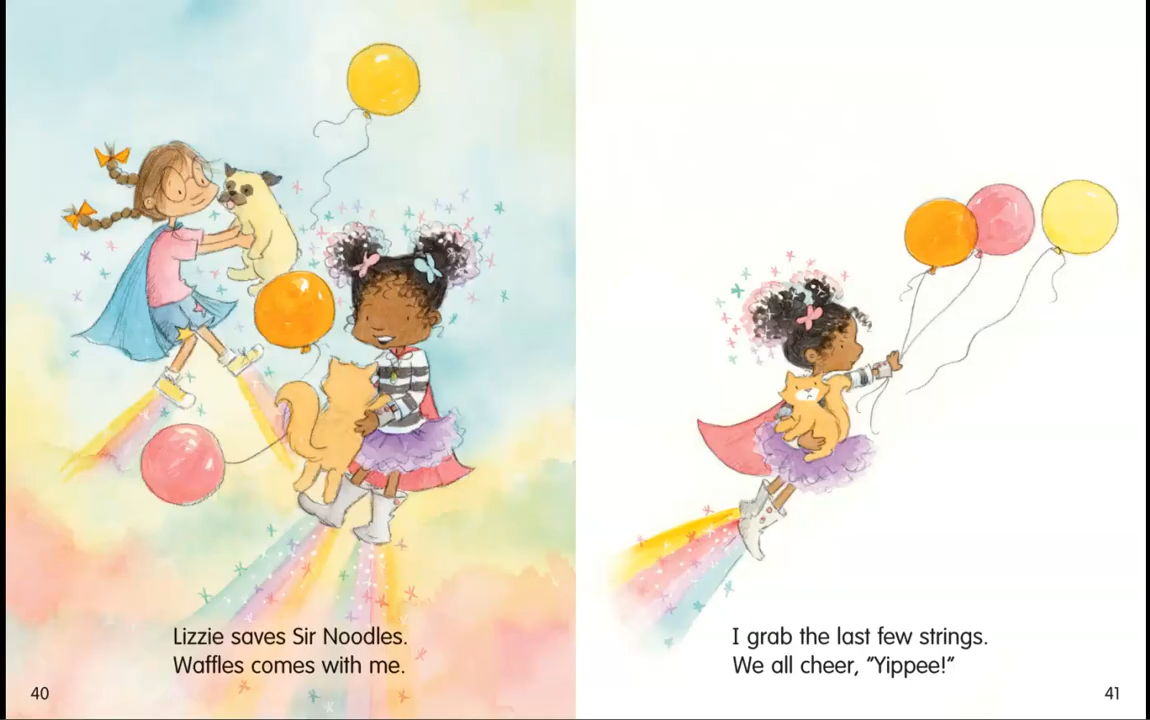 Lizzie saves Sir Noodles.
Waffles comes with me.
40
I grab the last few strings.
We all cheer, "Yippee!"
41